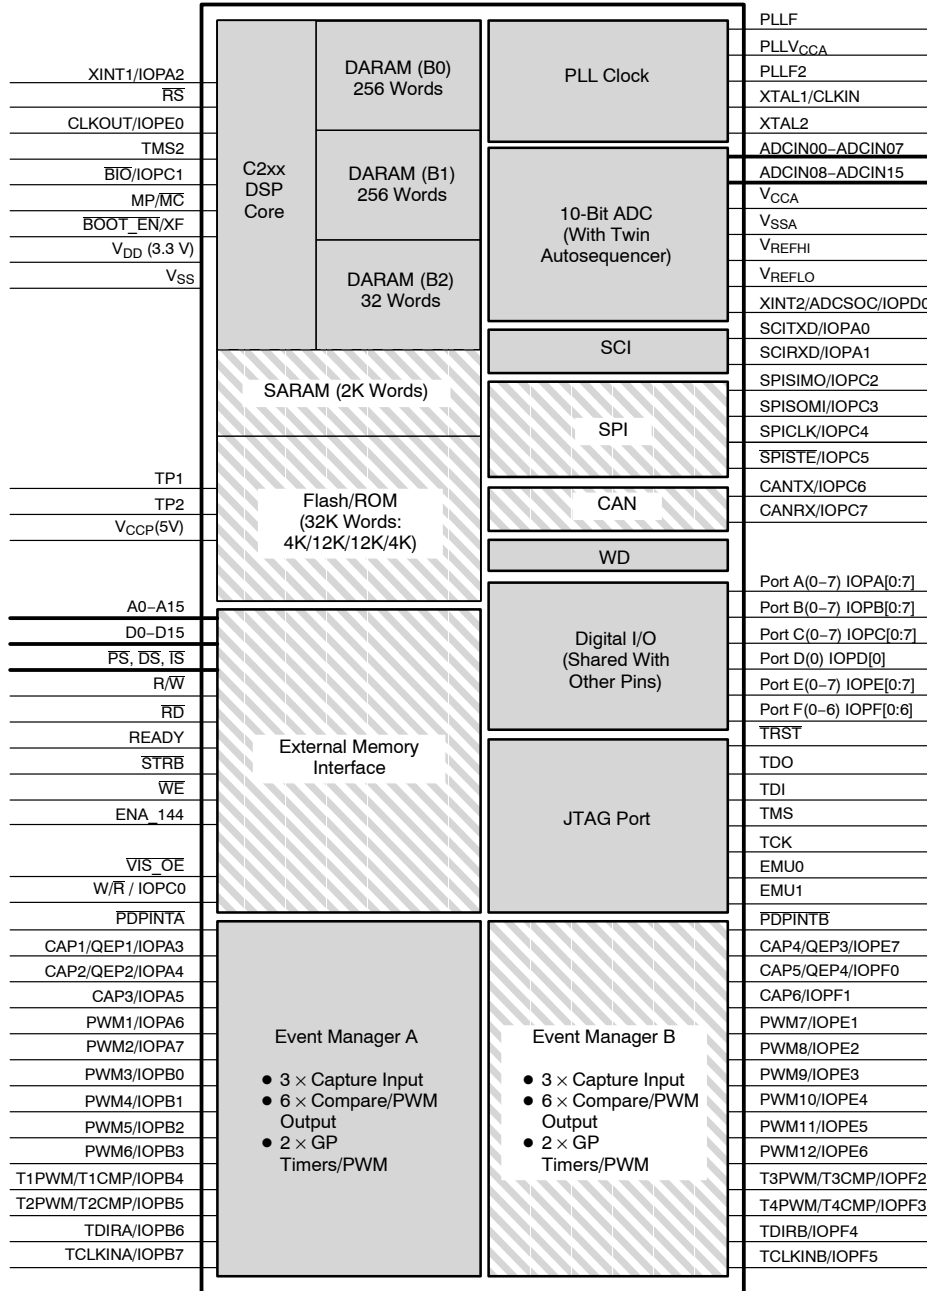 XINT1/IOPA2
RS
CLKOUT/IOPE0
TMS2
BIO/IOPC1
MP/MC
BOOT_EN/XF
VDD (3.3 V)
VSS
TP1
TP2
VCCP(5V)
A0–A15
D0–D15
PS, DS, IS
R/W
RD
READY
STRB
WE
ENA_144
VIS_OE
W/R / IOPC0
PDPINTA
CAP1/QEP1/IOPA3
CAP2/QEP2/IOPA4
CAP3/IOPA5
PWM1/IOPA6
PWM2/IOPA7
PWM3/IOPB0
PWM4/IOPB1
PWM5/IOPB2
PWM6/IOPB3
T1PWM/T1CMP/IOPB4
T2PWM/T2CMP/IOPB5
TDIRA/IOPB6
TCLKINA/IOPB7
C2xx
DSP
Core
DARAM (B0)
256 Words
DARAM (B1)
256 Words
DARAM (B2)
32 Words
SARAM (2K Words)
Flash/ROM
(32K Words:
4K/12K/12K/4K)
External Memory
Interface
Event Manager A
● 3 × Capture Input
● 6 × Compare/PWM
Output
● 2 × GP
Timers/PWM
PLL Clock
10-Bit ADC
(With Twin
Autosequencer)
SCI
SPI
CAN
WD
Digital I/O
(Shared With
Other Pins)
JTAG Port
Event Manager B
● 3 × Capture Input
● 6 × Compare/PWM
Output
● 2 × GP
Timers/PWM
PLLF
PLLVCCA
PLLF2
XTAL1/CLKIN
XTAL2
ADCIN00–ADCIN07
ADCIN08–ADCIN15
VCCA
VSSA
VREFHI
VREFLO
XINT2/ADCSOC/IOPD0
SCITXD/IOPA0
SCIRXD/IOPA1
SPISIMO/IOPC2
SPISOMI/IOPC3
SPICLK/IOPC4
SPISTE/IOPC5
CANTX/IOPC6
CANRX/IOPC7
Port A(0–7) IOPA[0:7]
Port B(0–7) IOPB[0:7]
Port C(0–7) IOPC[0:7]
Port D(0) IOPD[0]
Port E(0–7) IOPE[0:7]
Port F(0–6) IOPF[0:6]
TRST
TDO
TDI
TMS
TCK
EMU0
EMU1
PDPINTB
CAP4/QEP3/IOPE7
CAP5/QEP4/IOPF0
CAP6/IOPF1
PWM7/IOPE1
PWM8/IOPE2
PWM9/IOPE3
PWM10/IOPE4
PWM11/IOPE5
PWM12/IOPE6
T3PWM/T3CMP/IOPF2
T4PWM/T4CMP/IOPF3
TDIRB/IOPF4
TCLKINB/IOPF5